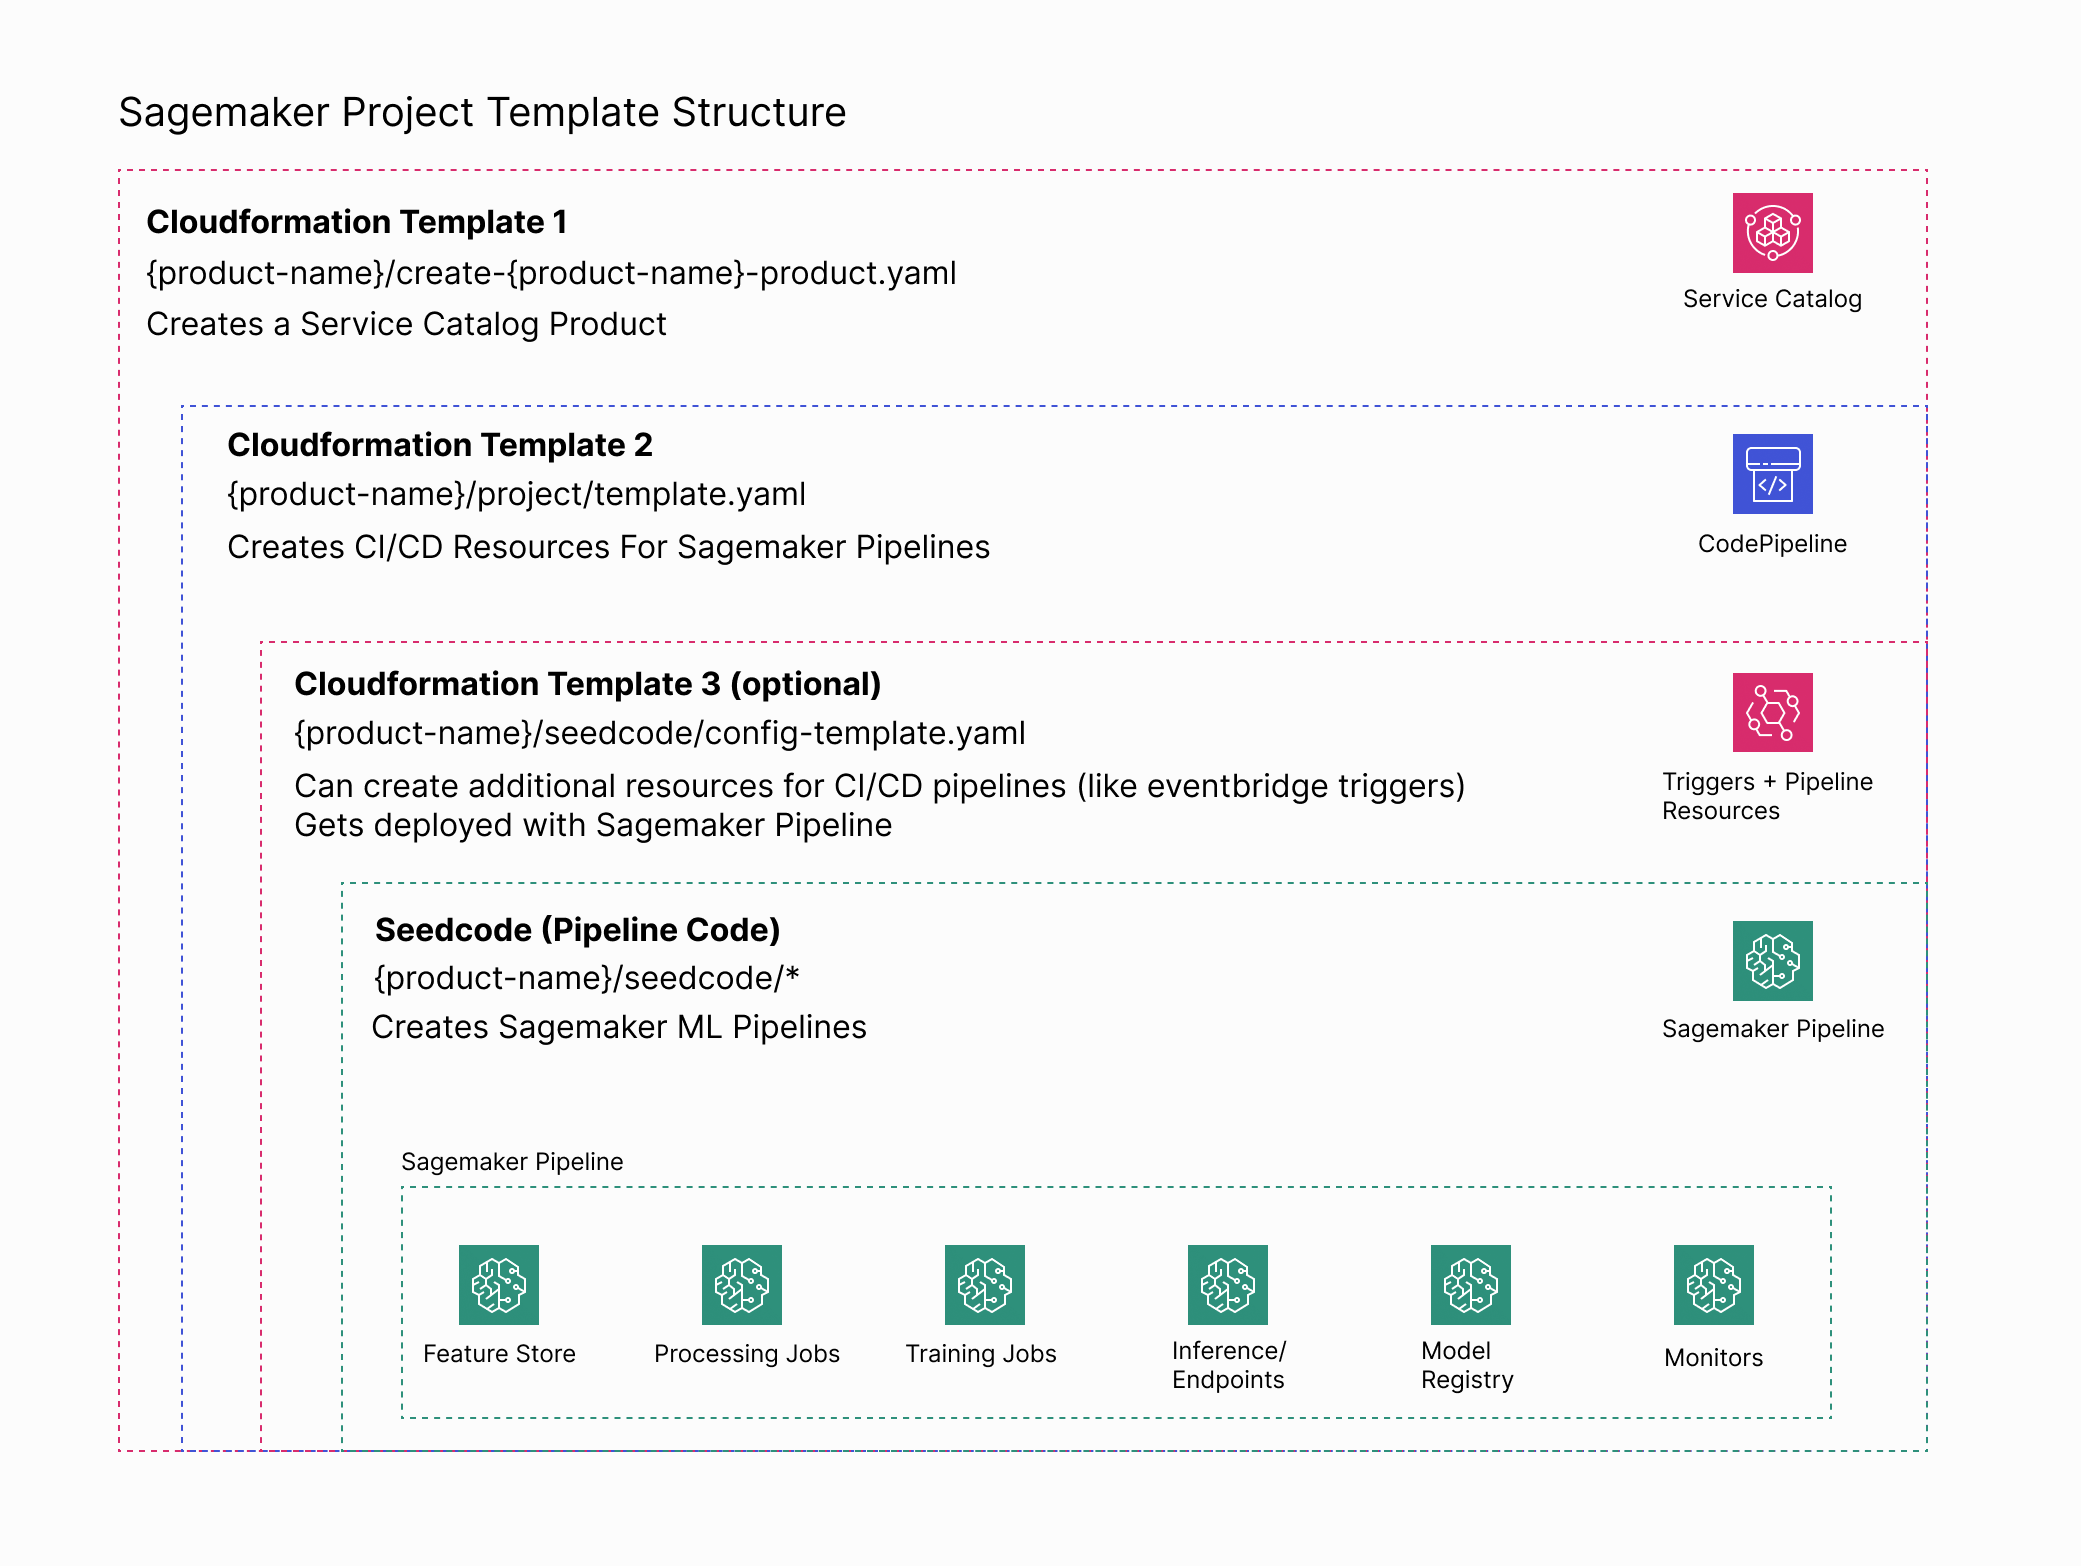 Sagemaker Project Template Structure
Cloudformation Template 1
{product-name}/create-{product-name}-product.yaml
Creates a Service Catalog Product
Service Catalog
Cloudformation Template 2
{product-name}/project/template.yaml
Creates CI/CD Resources For Sagemaker Pipelines
CodePipeline
Cloudformation Template 3 (optional)
{product-name}/seedcode/config-template.yaml
Can create additional resources for CI/CD pipelines (like eventbridge triggers)
Gets deployed with Sagemaker Pipeline
Triggers + Pipeline
Resources
Seedcode (Pipeline Code)
{product-name}/seedcode/*
Creates Sagemaker ML Pipelines
Sagemaker Pipeline
Sagemaker Pipeline
Feature Store
Processing Jobs
Training Jobs
Inference/
Endpoints
Model
Registry
Monitors